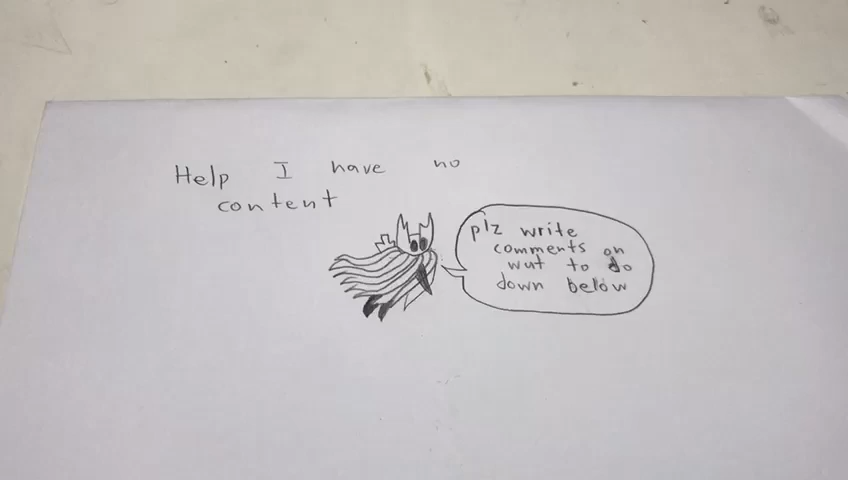 Help I have no
content
plz write
comments on
wut to do
down below